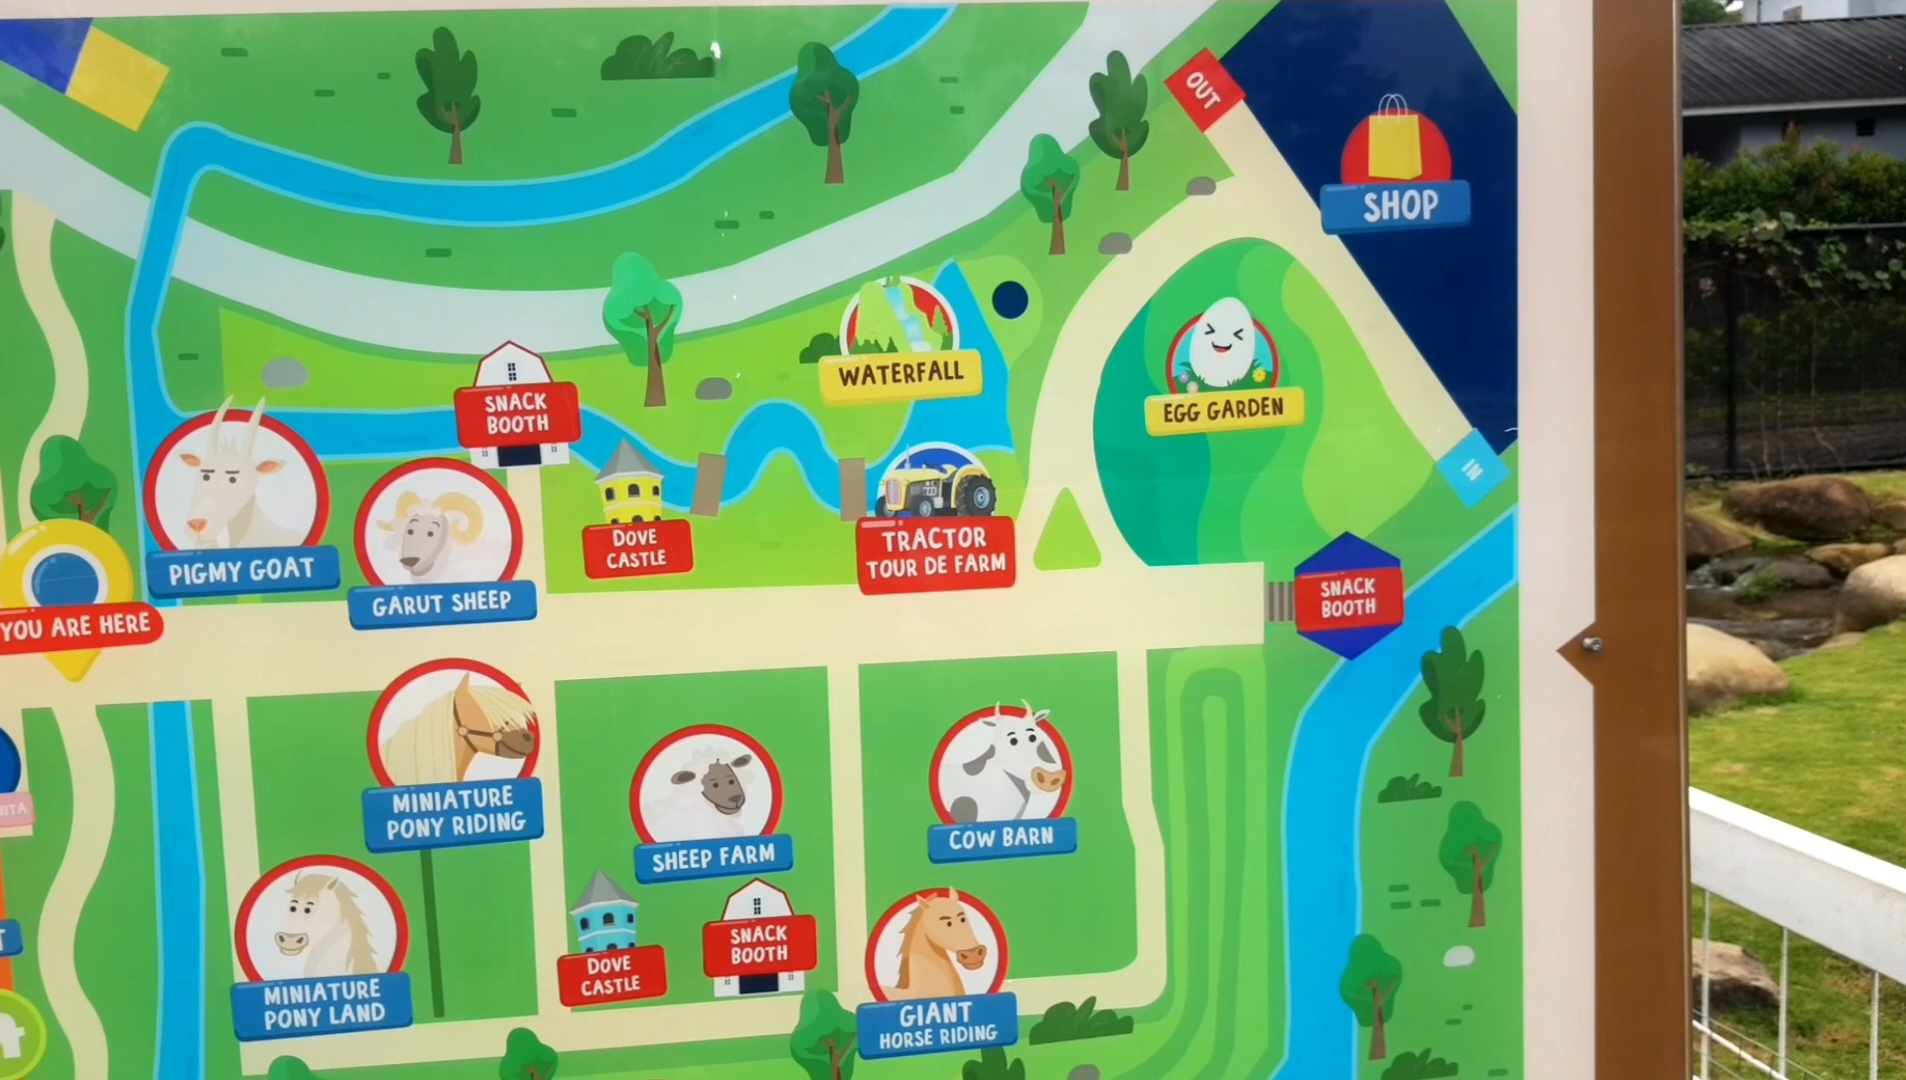 OUT
SHOP
WATERFALL
SNACK
BOOTH
EGG GARDEN
IN
DOVE
CASTLE
TRACTOR
TOUR DE FARM
PIGMY GOAT
GARUT SHEEP
SNACK
BOOTH
YOU ARE HERE
MINIATURE
PONY RIDING
SHEEP FARM
COW BARN
SNACK
BOOTH
DOVE
CASTLE
MINIATURE
PONY LAND
GIANT
HORSE RIDING